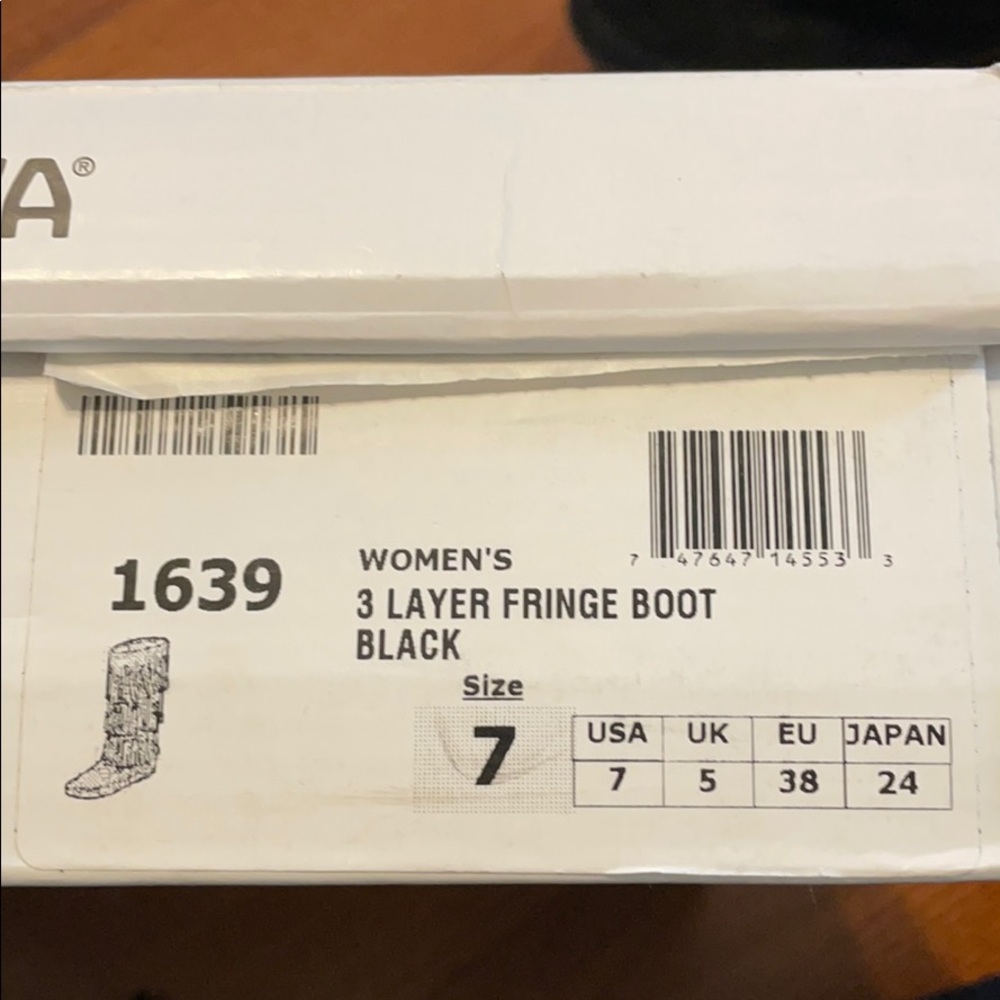 A®
1639
WOMEN'S
3 LAYER FRINGE BOOT
BLACK
7 47647 14553 3
Size
7
USA UK EU JAPAN
7 5 38 24